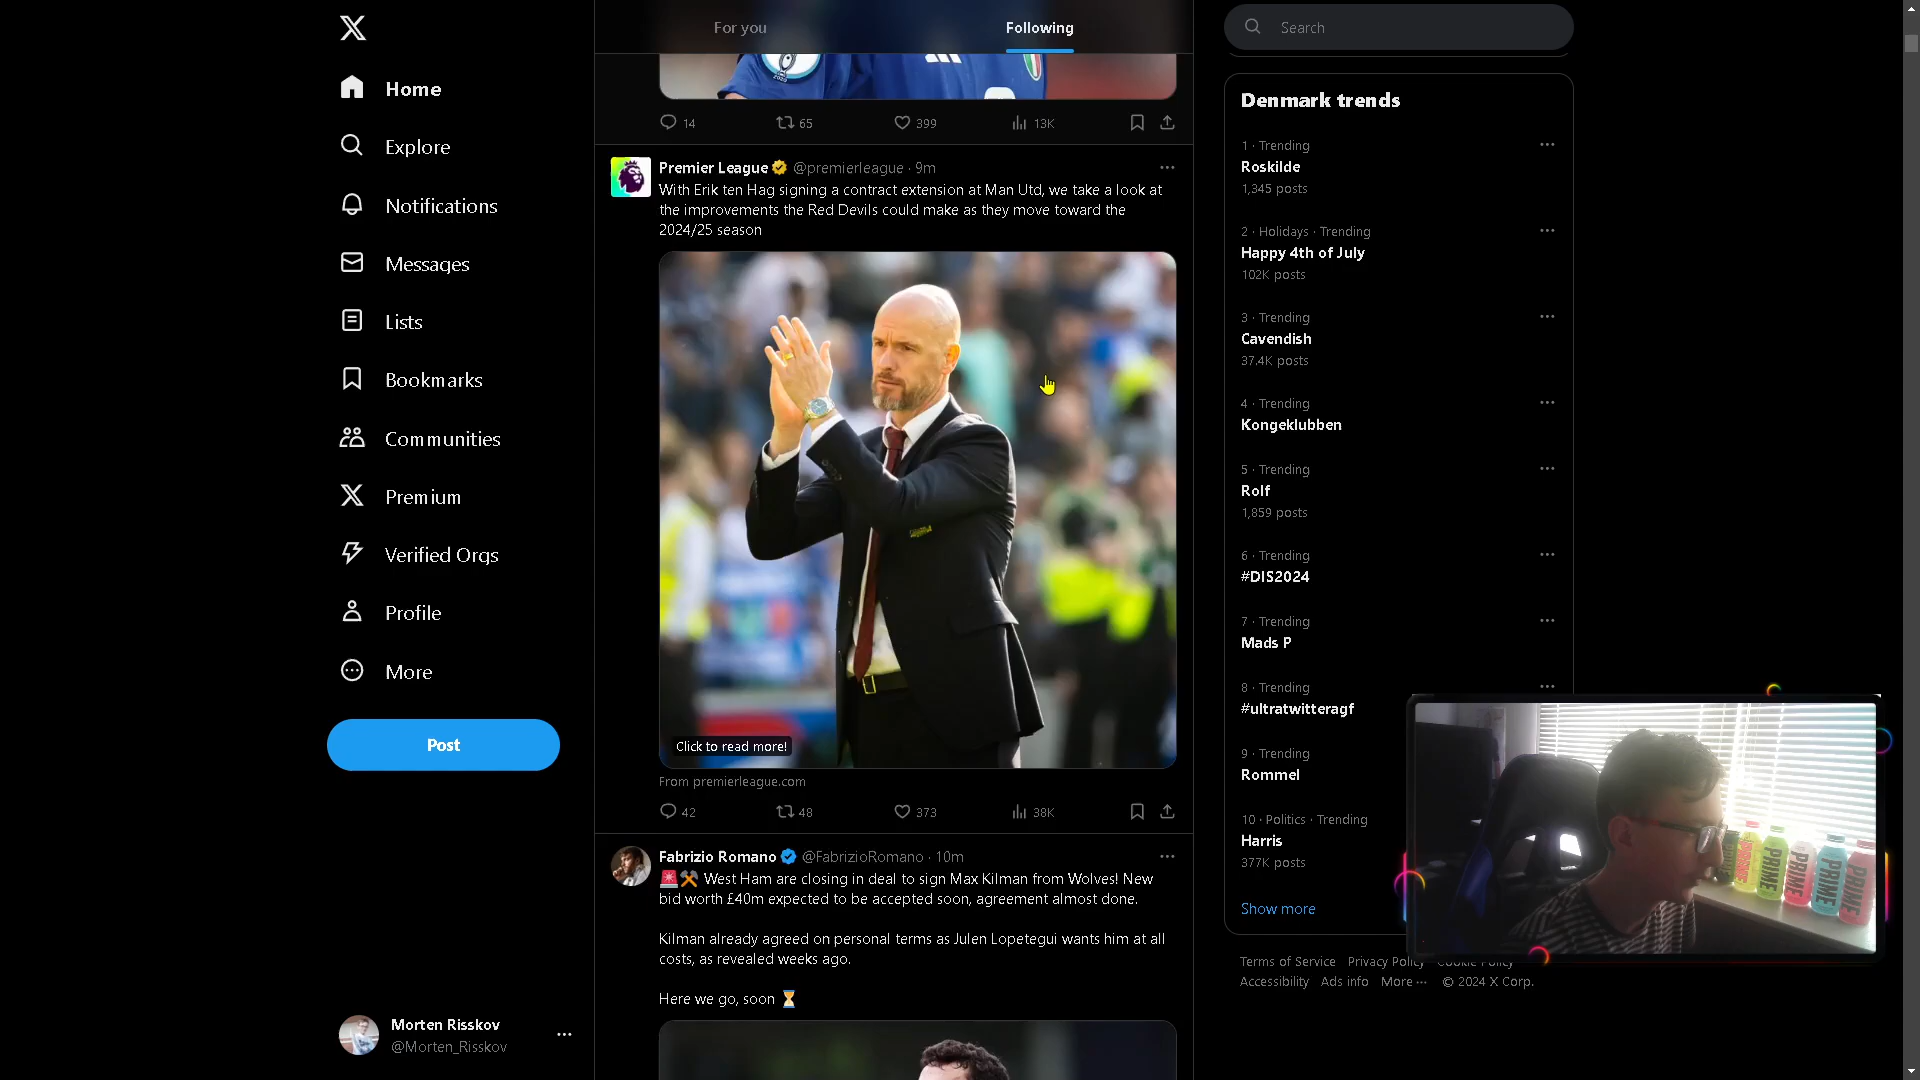 Home
Explore
Notifications
Messages
Lists
Bookmarks
Communities
Premium
Verified Orgs
Profile
More
Post
Morten Risskov
@Morten_Risskov
For you
Following
14 65 399 13K
Premier League @premierleague · 9m
With Erik ten Hag signing a contract extension at Man Utd, we take a look at
the improvements the Red Devils could make as they move toward the
2024/25 season
Click to read more!
From premierleague.com
42 48 373 38K
Fabrizio Romano @FabrizioRomano · 10m
🚨⚒️ West Ham are closing in deal to sign Max Kilman from Wolves! New
bid worth £40m expected to be accepted soon, agreement almost done.
Kilman already agreed on personal terms as Julen Lopetegui wants him at all
costs, as revealed weeks ago.
Here we go, soon ⏳
Search
Denmark trends
1 · Trending
Roskilde
1,345 posts
2 · Holidays · Trending
Happy 4th of July
102K posts
3 · Trending
Cavendish
37.4K posts
4 · Trending
Kongeklubben
5 · Trending
Rolf
1,859 posts
6 · Trending
#DIS2024
7 · Trending
Mads P
8 · Trending
#ultratwitteragf
9 · Trending
Rommel
10 · Politics · Trending
Harris
377K posts
Show more
Terms of Service Privacy Policy Cookie Policy
Accessibility Ads info More ··· © 2024 X Corp.
PRIME
PRIME
PRIME
PRIME
PRIME